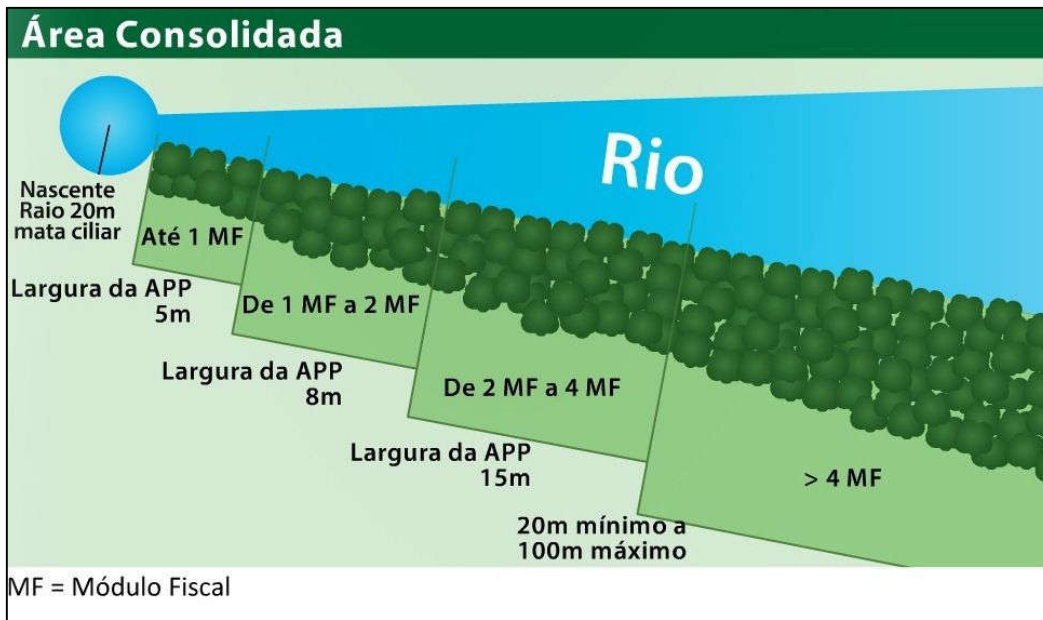 Área Consolidada
Rio
Nascente
Raio 20m
mata ciliar
Até 1 MF
Largura da APP
5m
De 1 MF a 2 MF
Largura da APP
8m
De 2 MF a 4 MF
Largura da APP
15m
> 4 MF
20m mínimo a
100m máximo
MF = Módulo Fiscal